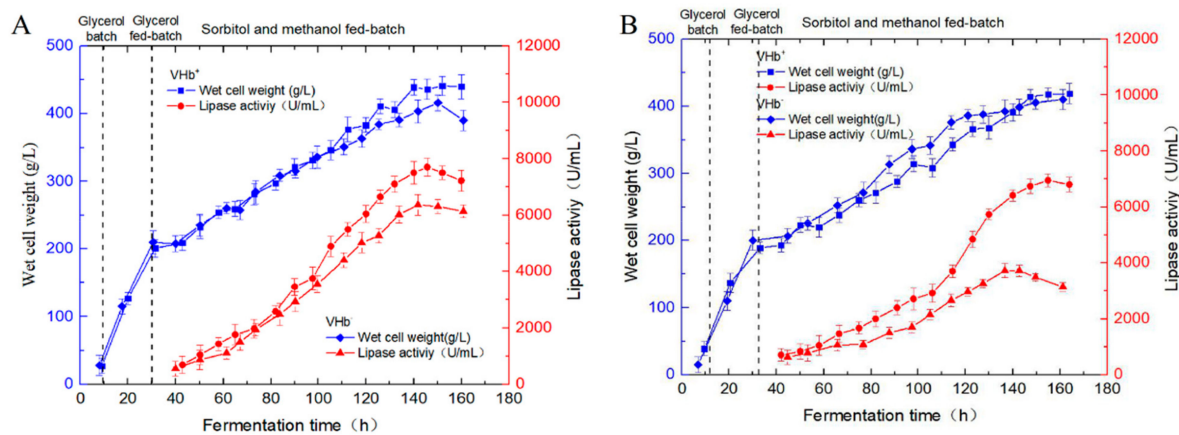 A
Glycerol
batch
Glycerol
fed-batch
Sorbitol and methanol fed-batch
Wet cell weight (g/L)
500
400
300
200
100
0
VHb⁺
Wet cell weight (g/L)
Lipase activiy（U/mL）
VHb⁻
Wet cell weight(g/L)
Lipase activiy（U/mL）
12000
10000
8000
6000
4000
2000
0
Lipase activiy（U/mL）
0 20 40 60 80 100 120 140 160 180
Fermentation time（h）
B
Glycerol
batch
Glycerol
fed-batch
Sorbitol and methanol fed-batch
Wet cell weight (g/L)
500
400
300
200
100
0
VHb⁺
Wet cell weight (g/L)
Lipase activiy（U/mL）
VHb⁻
Wet cell weight(g/L)
Lipase activiy（U/mL）
12000
10000
8000
6000
4000
2000
0
Lipase activiy（U/mL）
0 20 40 60 80 100 120 140 160 180
Fermentation time（h）